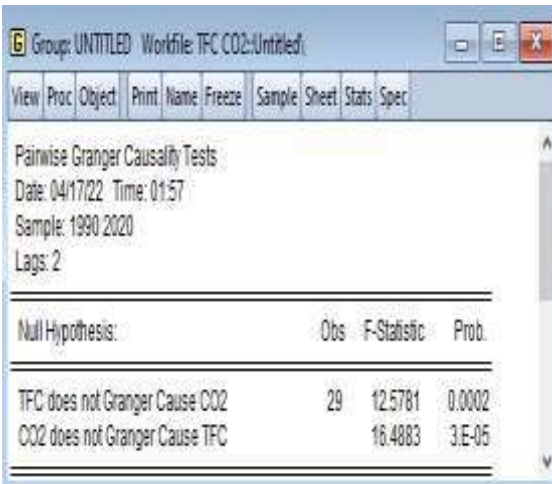 G Group: UNTITLED Workfile: TFC CO2::Untitled\
View Proc Object Print Name Freeze Sample Sheet Stats Spec
Pairwise Granger Causality Tests
Date: 04/17/22 Time: 01:57
Sample: 1990 2020
Lags: 2
Null Hypothesis: Obs F-Statistic Prob.
TFC does not Granger Cause CO2 29 12.5781 0.0002
CO2 does not Granger Cause TFC 16.4883 3.E-05